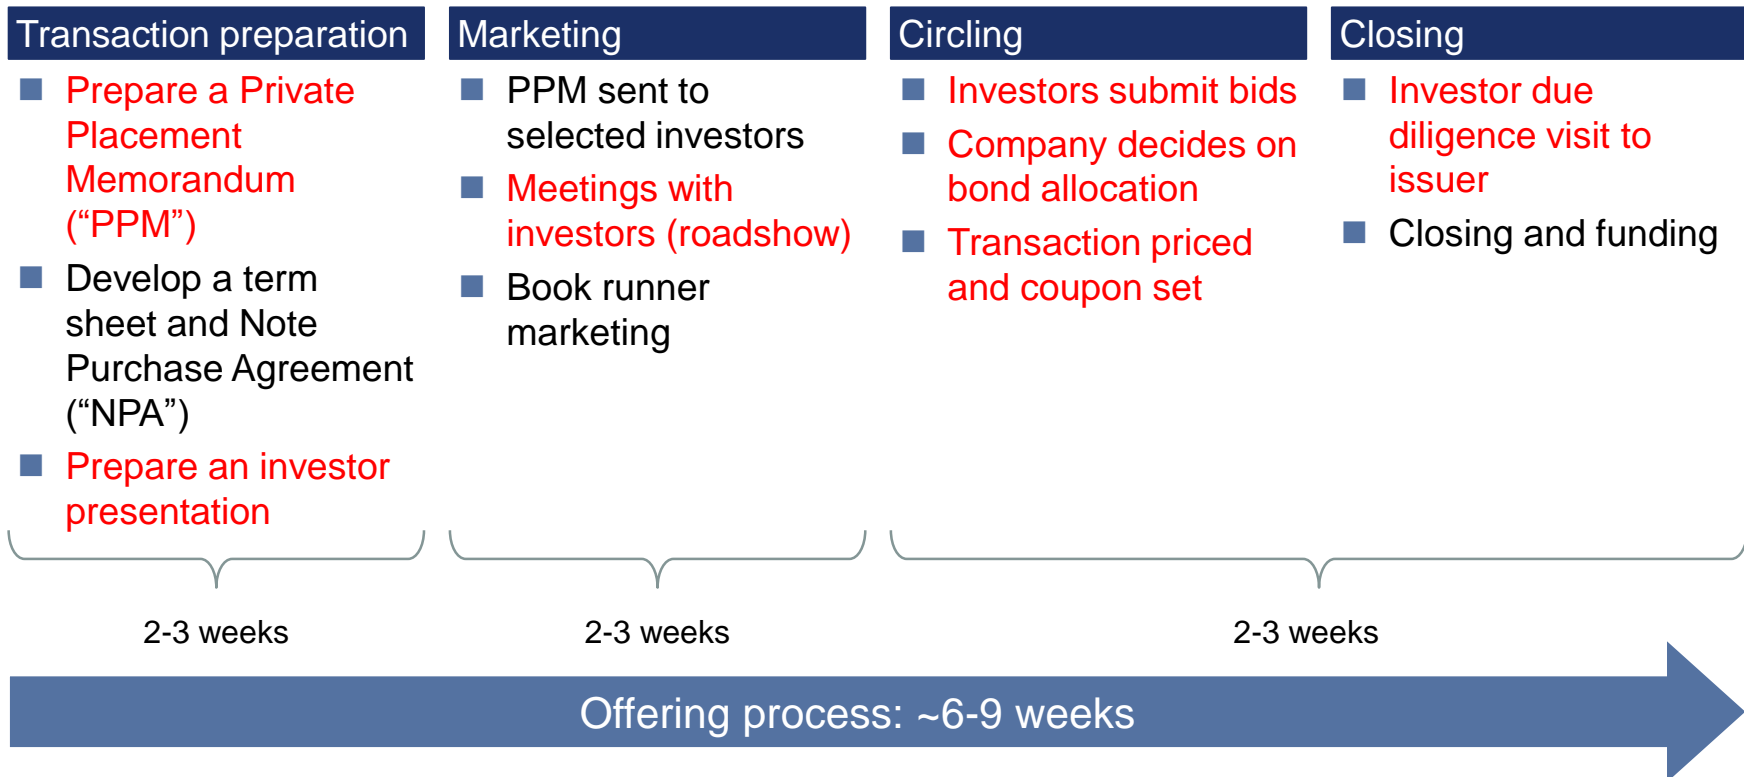 Transaction preparation
Prepare a Private
Placement
Memorandum
(“PPM”)
Develop a term
sheet and Note
Purchase Agreement
(“NPA”)
Prepare an investor
presentation
Marketing
PPM sent to
selected investors
Meetings with
investors (roadshow)
Book runner
marketing
Circling
Investors submit bids
Company decides on
bond allocation
Transaction priced
and coupon set
Closing
Investor due
diligence visit to
issuer
Closing and funding
2-3 weeks
2-3 weeks
2-3 weeks
Offering process: ~6-9 weeks